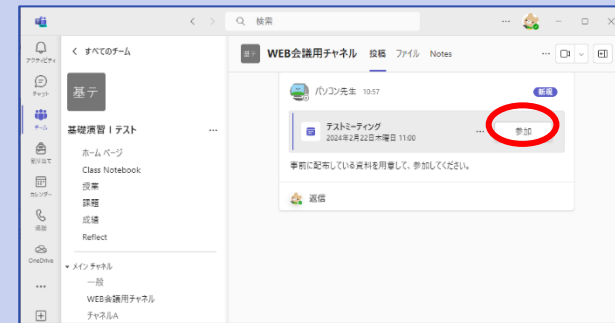 検索
アクティビティ
チャット
チーム
割り当て
カレンダー
通話
OneDrive
すべてのチーム
基テ
基礎演習 | テスト
ホーム ページ
Class Notebook
授業
課題
成績
Reflect
メイン チャネル
一般
WEB会議用チャネル
チャネルA
基テ
WEB会議用チャネル 投稿 ファイル Notes
パソコン先生 10:57
新規
テストミーティング
2024年2月22日木曜日 11:00
参加
事前に配布している資料を用意して、参加してください。
返信